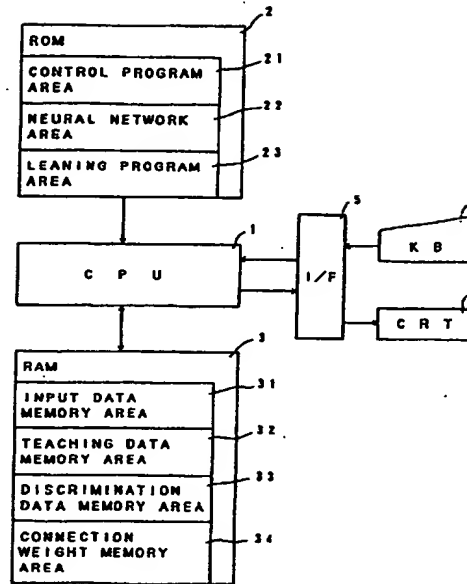 2
ROM
21
CONTROL PROGRAM
AREA
22
NEURAL NETWORK
AREA
23
LEANING PROGRAM
AREA
1
C P U
5
I/F
K B
C R T
3
RAM
31
INPUT DATA
MEMORY AREA
32
TEACHING DATA
MEMORY AREA
33
DISCRIMINATION
DATA MEMORY AREA
34
CONNECTION
WEIGHT MEMORY
AREA